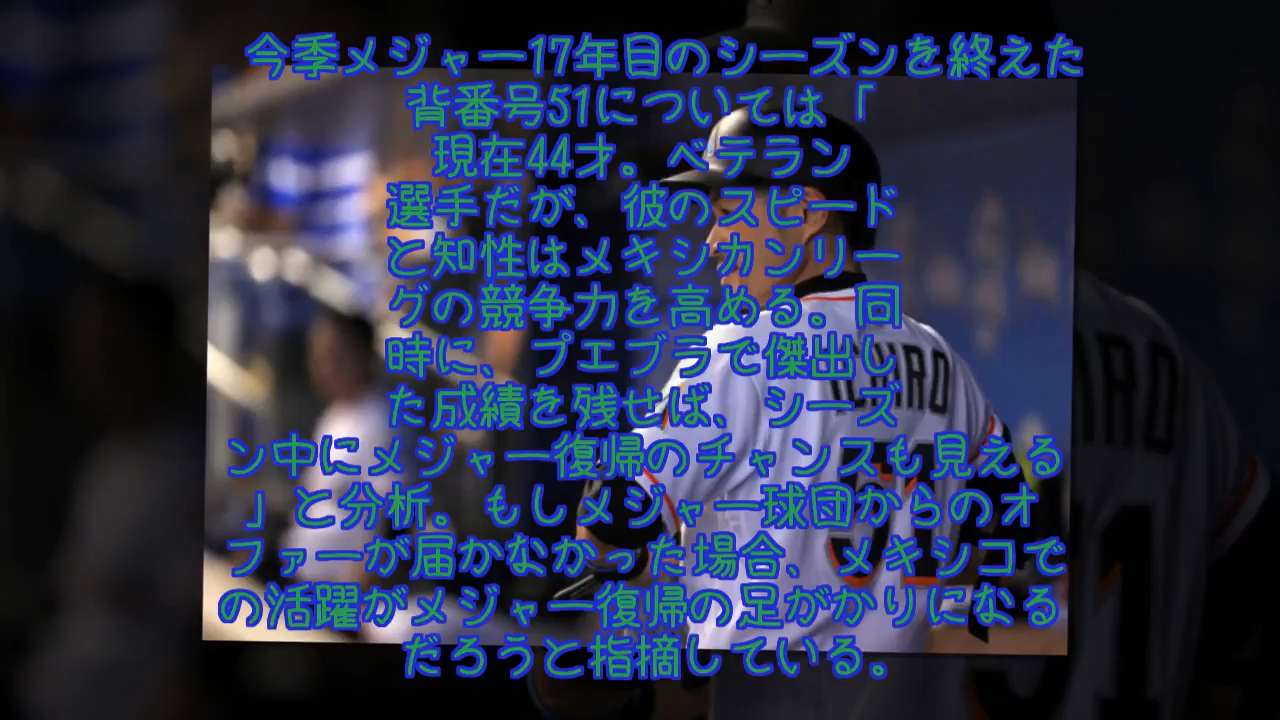 今季メジャー17年目のシーズンを終えた
背番号51については「
現在44才。ベテラン
選手だが、彼のスピード
と知性はメキシカンリー
グの競争力を高める。同
時に、プエブラで傑出し
た成績を残せば、シーズ
ン中にメジャー復帰のチャンスも見える
」と分析。もしメジャー球団からのオ
ファーが届かなかった場合、メキシコで
の活躍がメジャー復帰の足がかりになる
だろうと指摘している。
ICHIRO
51
IRO
51